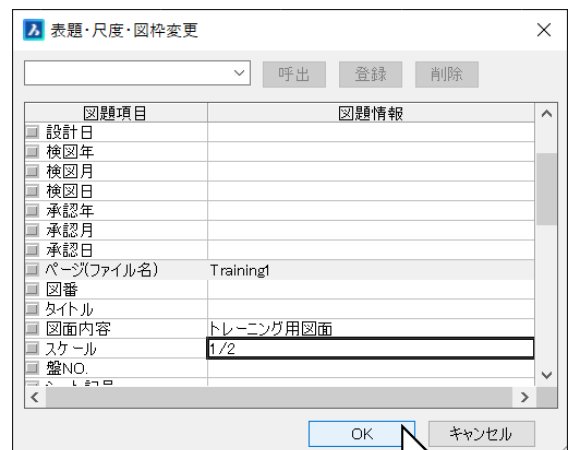 表題・尺度・図枠変更
呼出 登録 削除
図題項目 図題情報
設計日
検図年
検図月
検図日
承認年
承認月
承認日
ページ(ファイル名) Training1
図番
タイトル
図面内容 トレーニング用図面
スケール 1/2
盤NO.
OK キャンセル